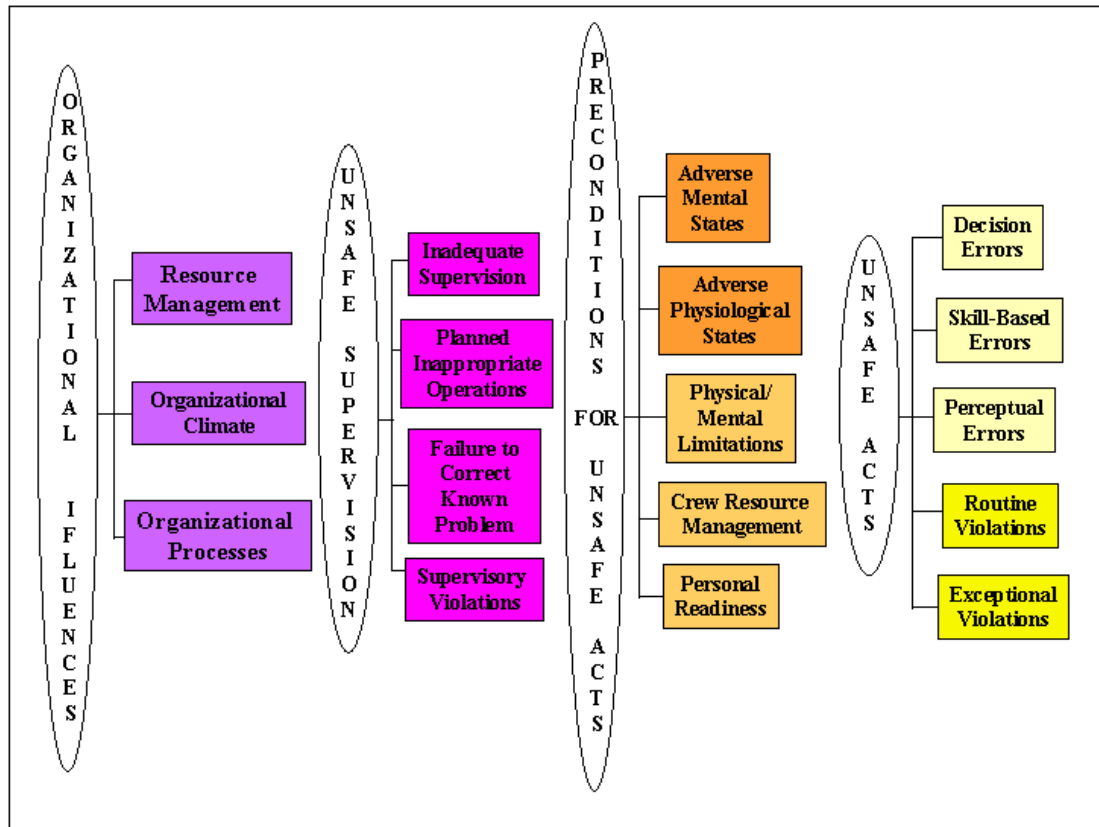 ORGANIZATIONAL IFLUENCES
Resource
Management
Organizational
Climate
Organizational
Processes
UNSAFE SUPERVISION
Inadequate
Supervision
Planned
Inappropriate
Operations
Failure to
Correct
Known
Problem
Supervisory
Violations
PRECONDITIONS FOR UNSAFE ACTS
Adverse
Mental
States
Adverse
Physiological
States
Physical/
Mental
Limitations
Crew Resource
Management
Personal
Readiness
UNSAFE ACTS
Decision
Errors
Skill-Based
Errors
Perceptual
Errors
Routine
Violations
Exceptional
Violations